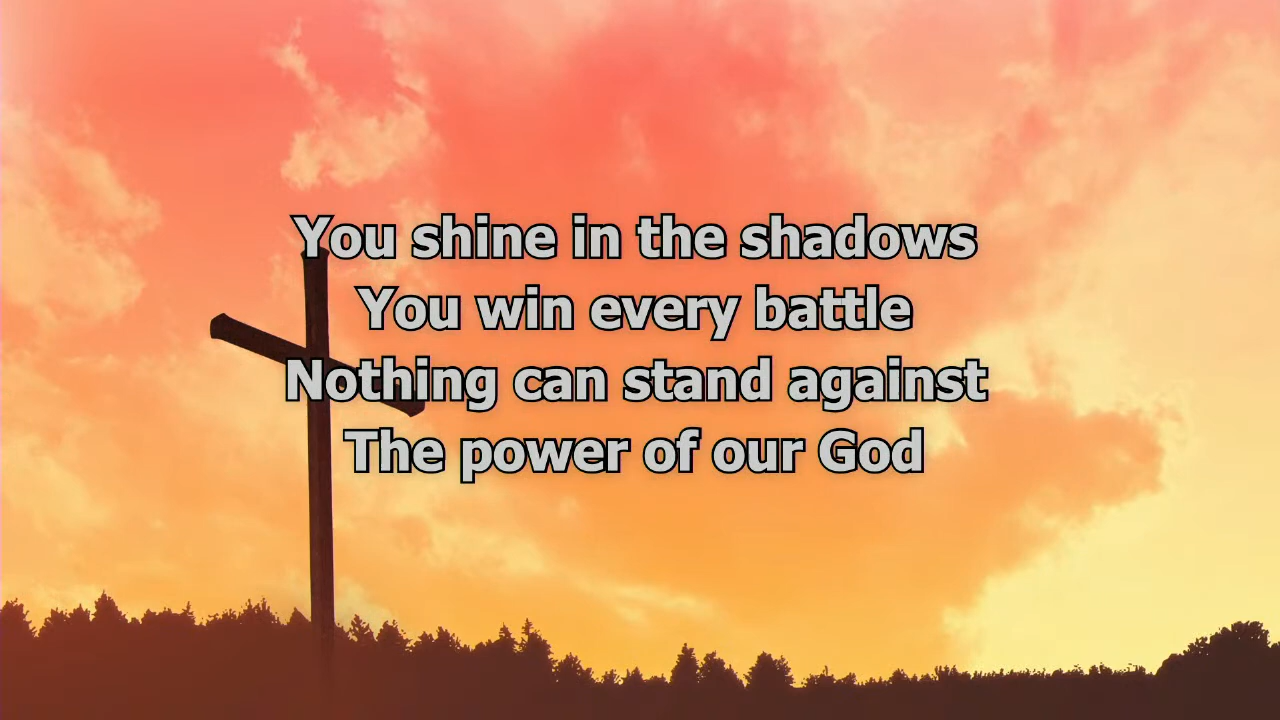 You shine in the shadows
You win every battle
Nothing can stand against
The power of our God